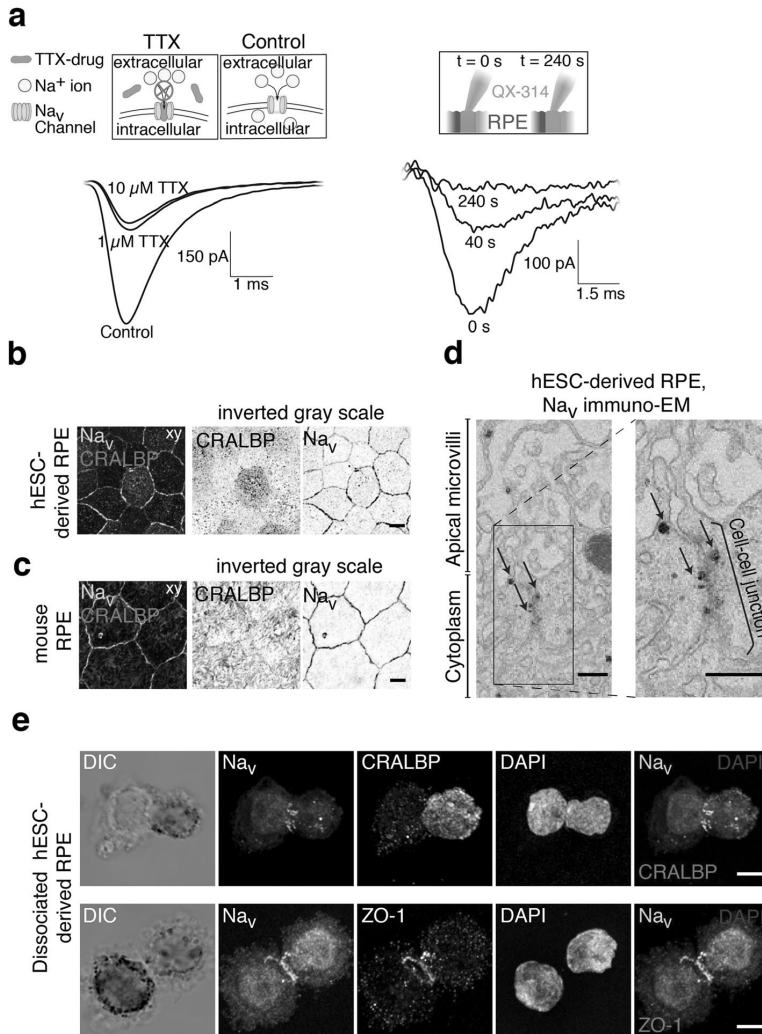 a
TTX
Control
TTX-drug
Na+ ion
Nav
Channel
extracellular
intracellular
extracellular
intracellular
t = 0 s
t = 240 s
QX-314
RPE
10 µM TTX
1 µM TTX
Control
150 pA
1 ms
240 s
40 s
0 s
100 pA
1.5 ms
b
inverted gray scale
hESC-
derived RPE
Nav
xy
CRALBP
CRALBP
Nav
c
inverted gray scale
mouse
RPE
Nav
xy
CRALBP
CRALBP
Nav
d
hESC-derived RPE,
Nav immuno-EM
Apical microvilli
Cytoplasm
Cell-cell junction
e
Dissociated hESC-
derived RPE
DIC
Nav
CRALBP
DAPI
Nav
DAPI
CRALBP
DIC
Nav
ZO-1
DAPI
Nav
DAPI
ZO-1